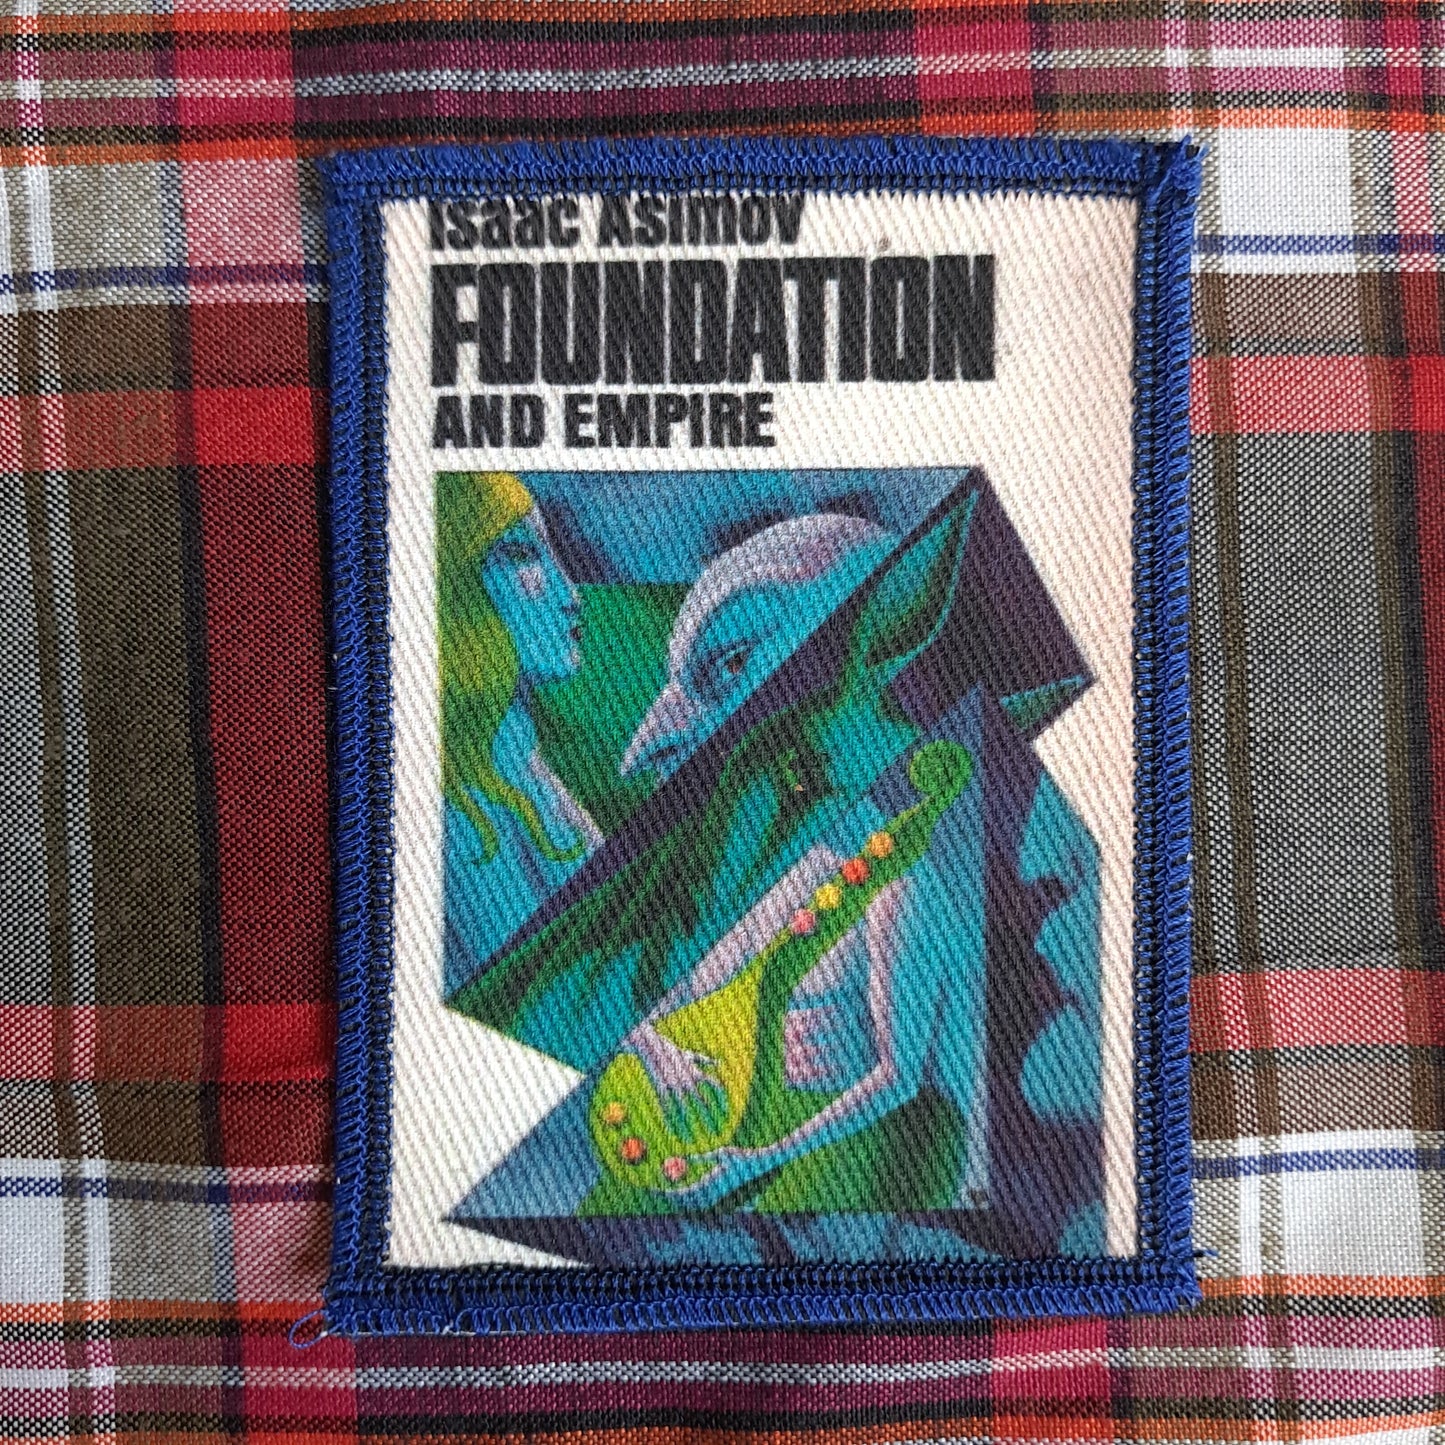 Isaac Asimov
FOUNDATION
AND EMPIRE